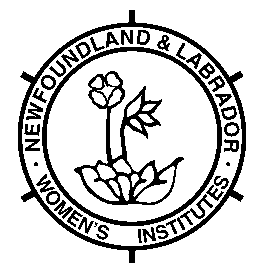 NEWFOUNDLAND & LABRADOR
· WOMEN'S INSTITUTES ·